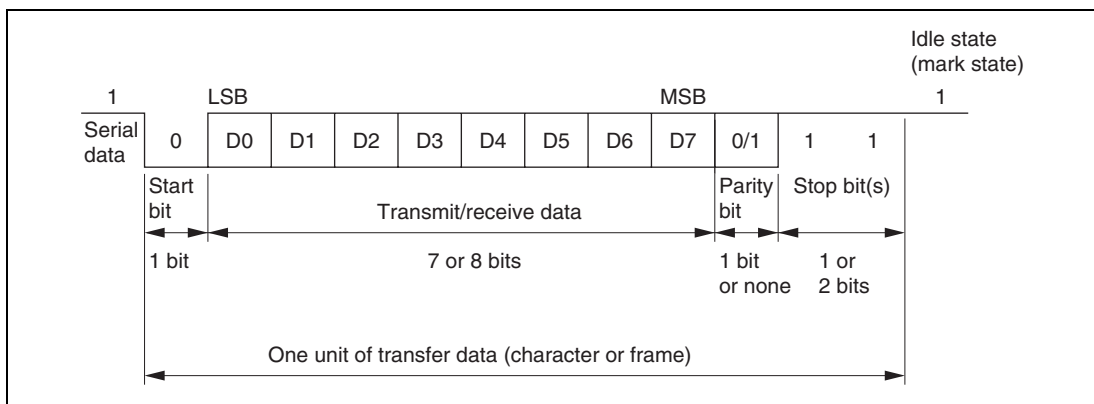 Idle state
(mark state)
1 LSB MSB 1
Serial
data
0 D0 D1 D2 D3 D4 D5 D6 D7 0/1 1 1
Start
bit
Transmit/receive data
Parity
bit
Stop bit(s)
1 bit
7 or 8 bits
1 bit
or none
1 or
2 bits
One unit of transfer data (character or frame)